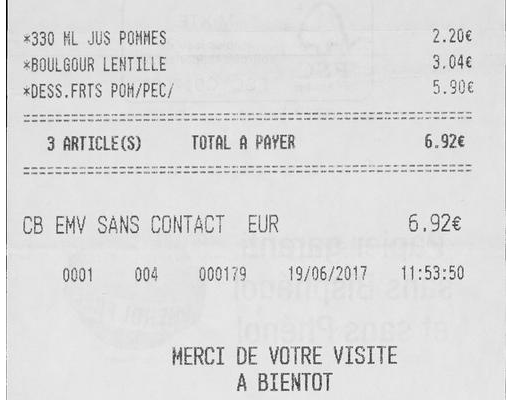 *330 ML JUS POMMES 2.20€
*BOULGOUR LENTILLE 3.04€
*DESS.FRTS POM/PEC/ 5.90€
================================================
3 ARTICLE(S) TOTAL A PAYER 6.92€
================================================
CB EMV SANS CONTACT EUR 6.92€
0001 004 000179 19/06/2017 11:53:50
MERCI DE VOTRE VISITE
A BIENTOT